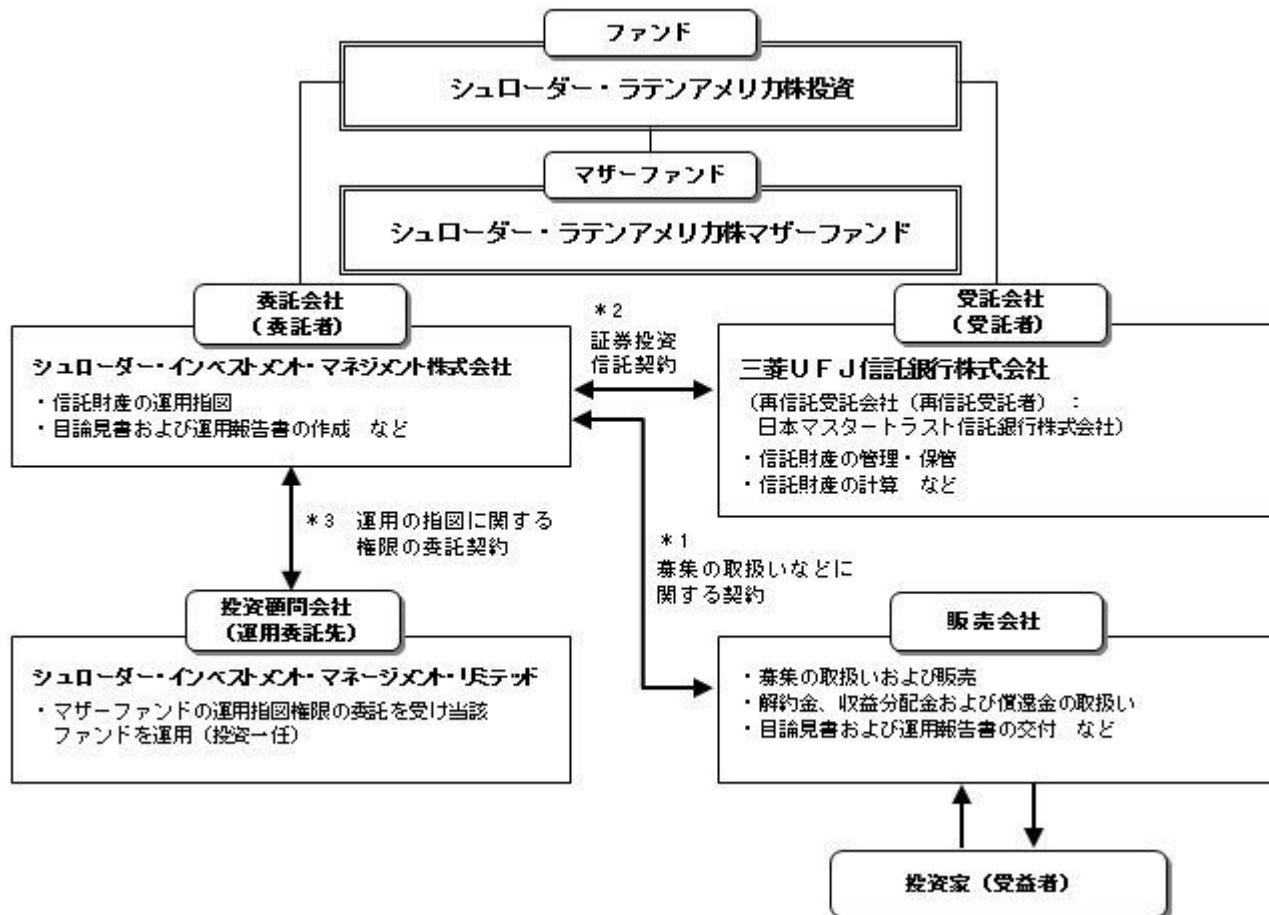 ファンド
シュローダー・ラテンアメリカ株投資
マザーファンド
シュローダー・ラテンアメリカ株マザーファンド
委託会社
(委託者)
シュローダー・インベストメント・マネジメント株式会社
・信託財産の運用指図
・目論見書および運用報告書の作成 など
*2
証券投資
信託契約
受託会社
(受託者)
三菱UFJ信託銀行株式会社
(再信託受託会社(再信託受託者) :
日本マスタートラスト信託銀行株式会社)
・信託財産の管理・保管
・信託財産の計算 など
*3 運用の指図に関する
権限の委託契約
*1
募集の取扱いなどに
関する契約
投資顧問会社
(運用委託先)
シュローダー・インベストメント・マネージメント・リミテッド
・マザーファンドの運用指図権限の委託を受け当該
ファンドを運用(投資一任)
販売会社
・募集の取扱いおよび販売
・解約金、収益分配金および償還金の取扱い
・目論見書および運用報告書の交付 など
投資家(受益者)